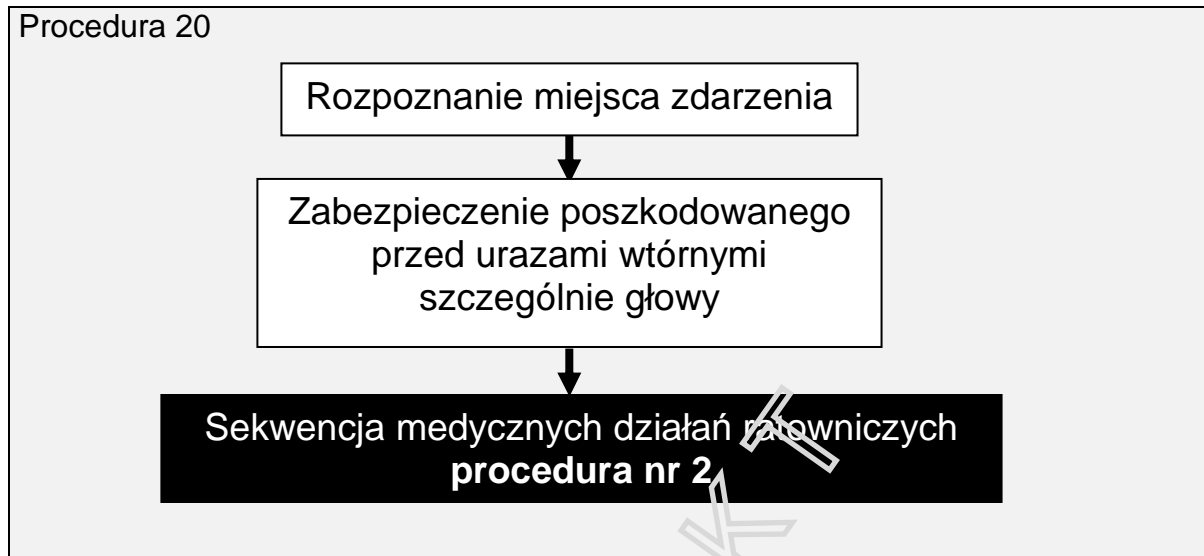 Procedura 20
Rozpoznanie miejsca zdarzenia
Zabezpieczenie poszkodowanego
przed urazami wtórnymi
szczególnie głowy
Sekwencja medycznych działań ratowniczych
procedura nr 2
K T